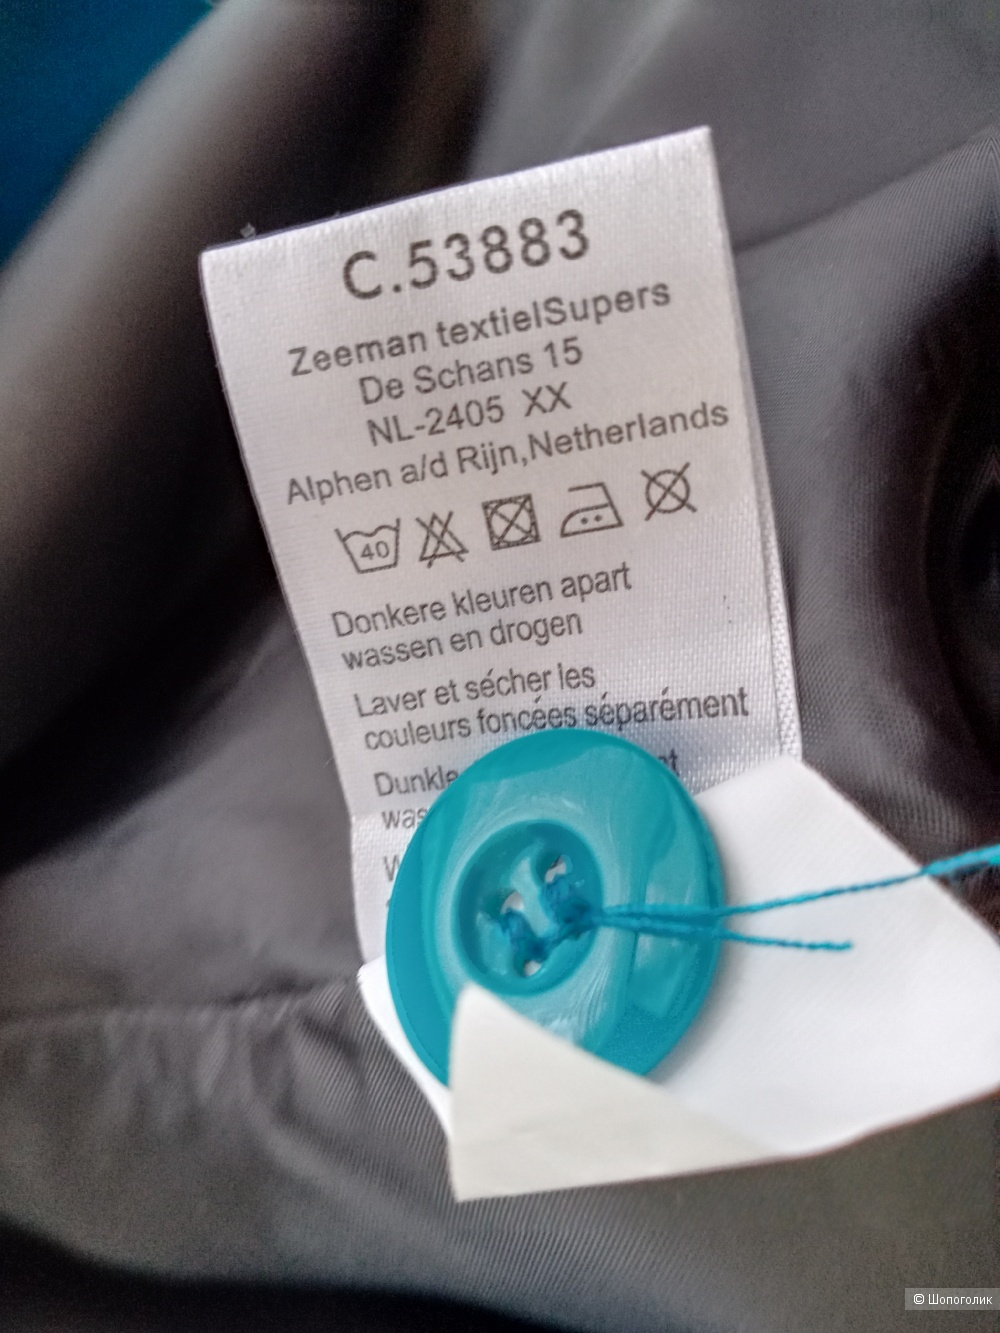 C.53883
Zeeman textielSupers
De Schans 15
NL-2405 XX
Alphen a/d Rijn,Netherlands
40
Donkere kleuren apart
wassen en drogen
Laver et sécher les
couleurs foncées séparément
Dunkle
© Шопоголик